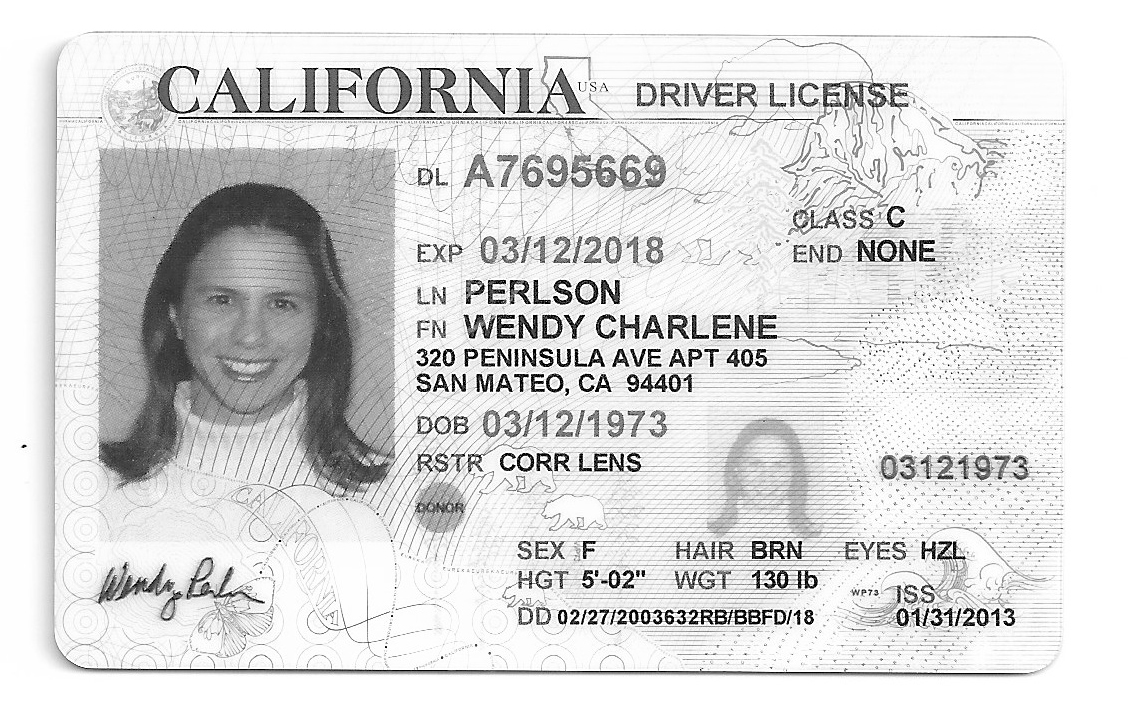 CALIFORNIA USA DRIVER LICENSE
DL A7695669
CLASS C
EXP 03/12/2018
END NONE
LN PERLSON
FN WENDY CHARLENE
320 PENINSULA AVE APT 405
SAN MATEO, CA 94401
DOB 03/12/1973
RSTR CORR LENS
03121973
DONOR
CALIFORNIA
SEX F HAIR BRN EYES HZL
HGT 5'-02" WGT 130 lb
WP73 ISS
DD 02/27/2003632RB/BBFD/18 01/31/2013
Wendy Perlson